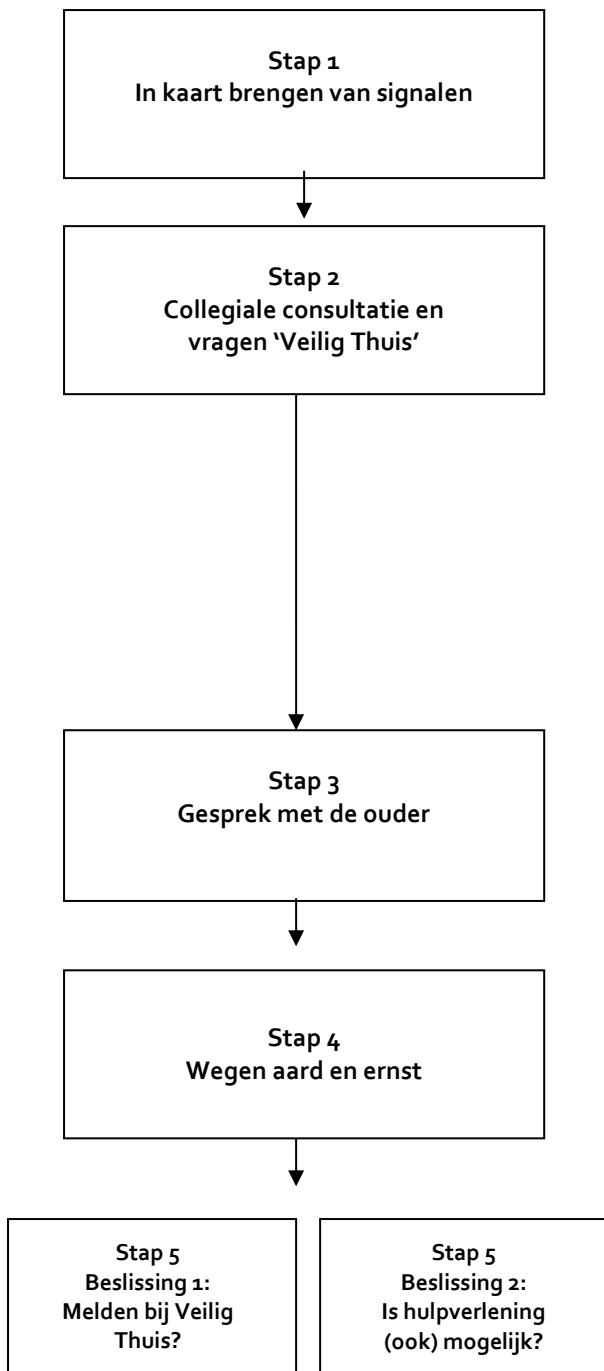 Stap 1
In kaart brengen van signalen
Stap 2
Collegiale consultatie en
vragen ‘Veilig Thuis’
Stap 3
Gesprek met de ouder
Stap 4
Wegen aard en ernst
Stap 5
Beslissing 1:
Melden bij Veilig
Thuis?
Stap 5
Beslissing 2:
Is hulpverlening
(ook) mogelijk?